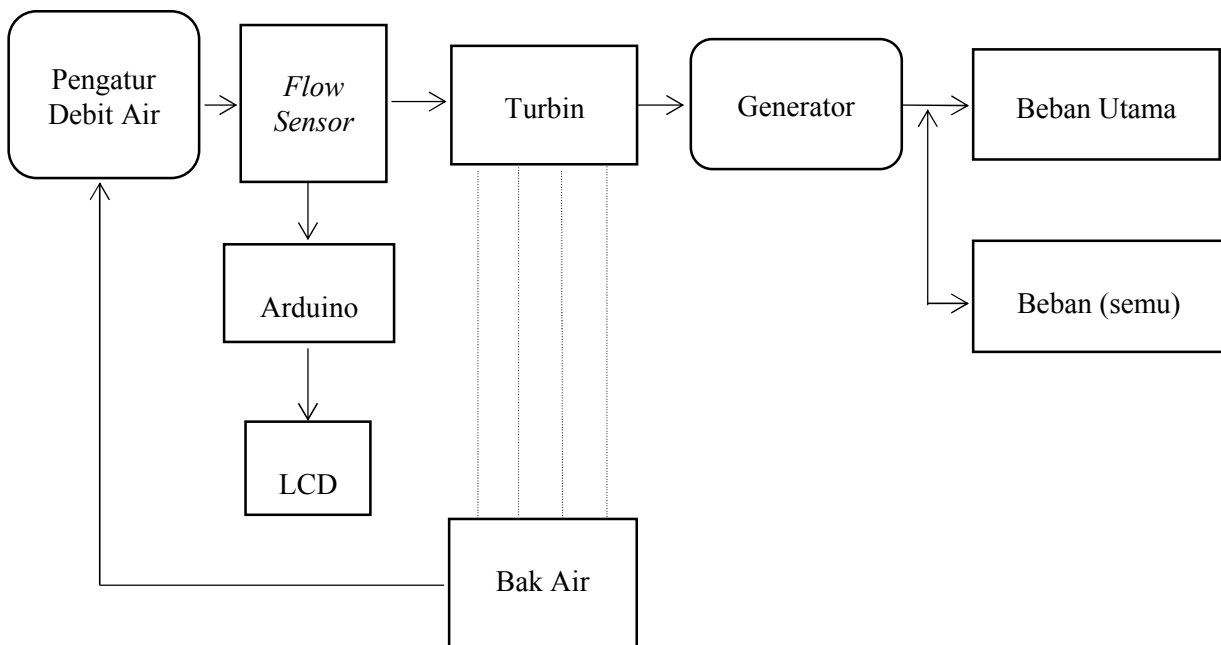 Pengatur
Debit Air
Flow
Sensor
Turbin
Generator
Beban Utama
Arduino
Beban (semu)
LCD
Bak Air